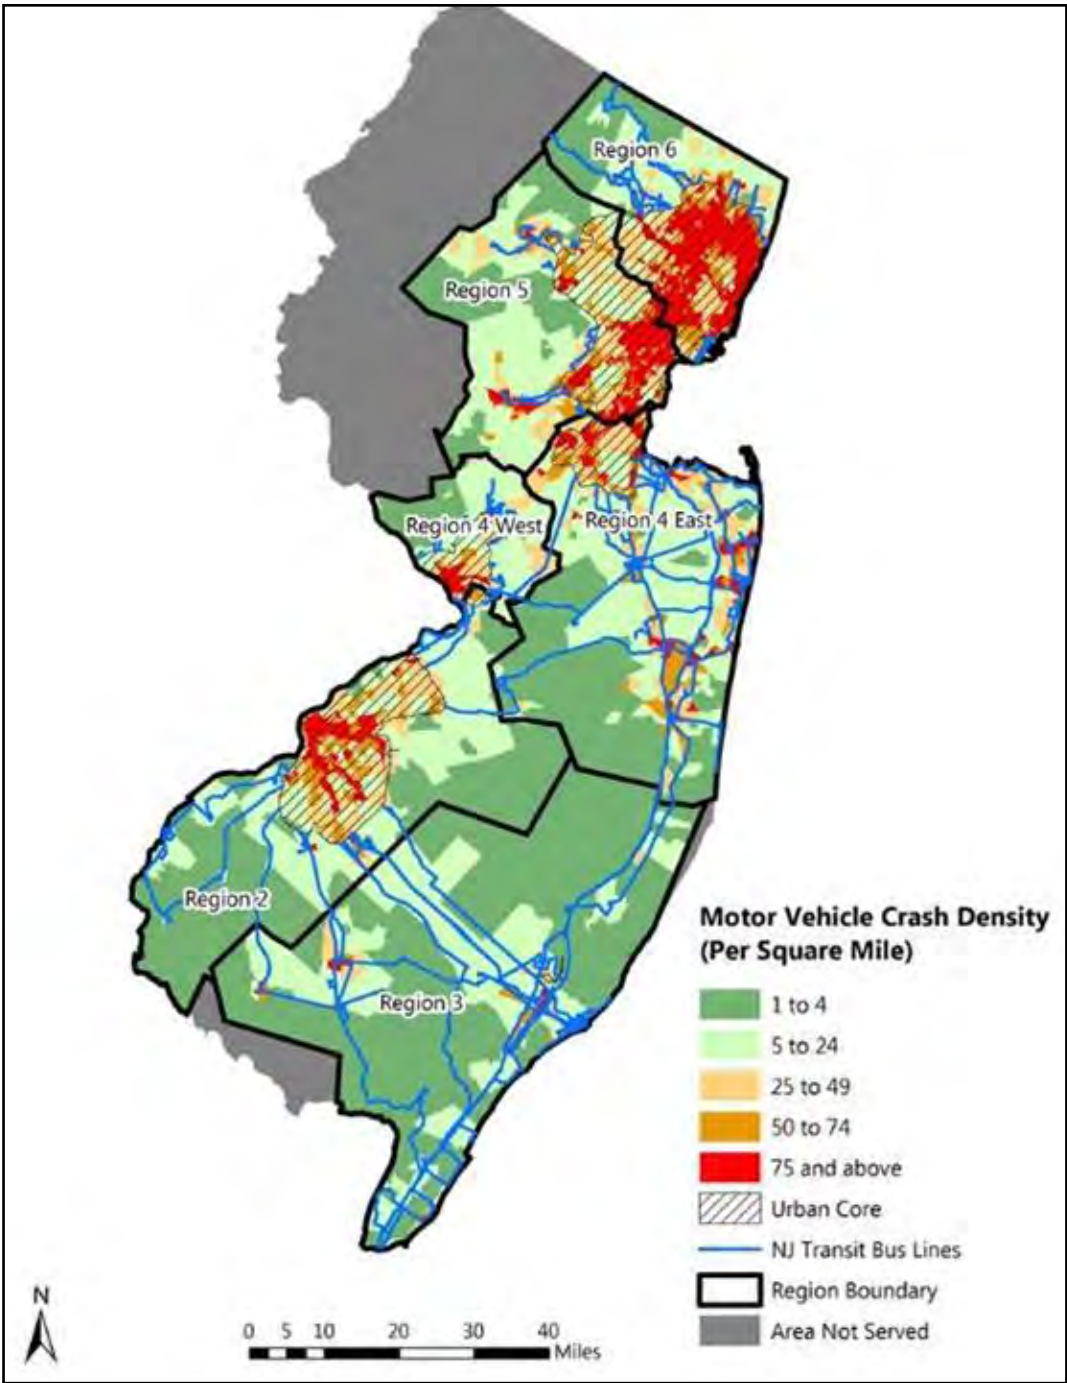 Region 6
Region 5
Region 4 West
Region 4 East
Region 2
Region 3
Motor Vehicle Crash Density
(Per Square Mile)
1 to 4
5 to 24
25 to 49
50 to 74
75 and above
Urban Core
NJ Transit Bus Lines
Region Boundary
Area Not Served
N
0 5 10 20 30 40
Miles